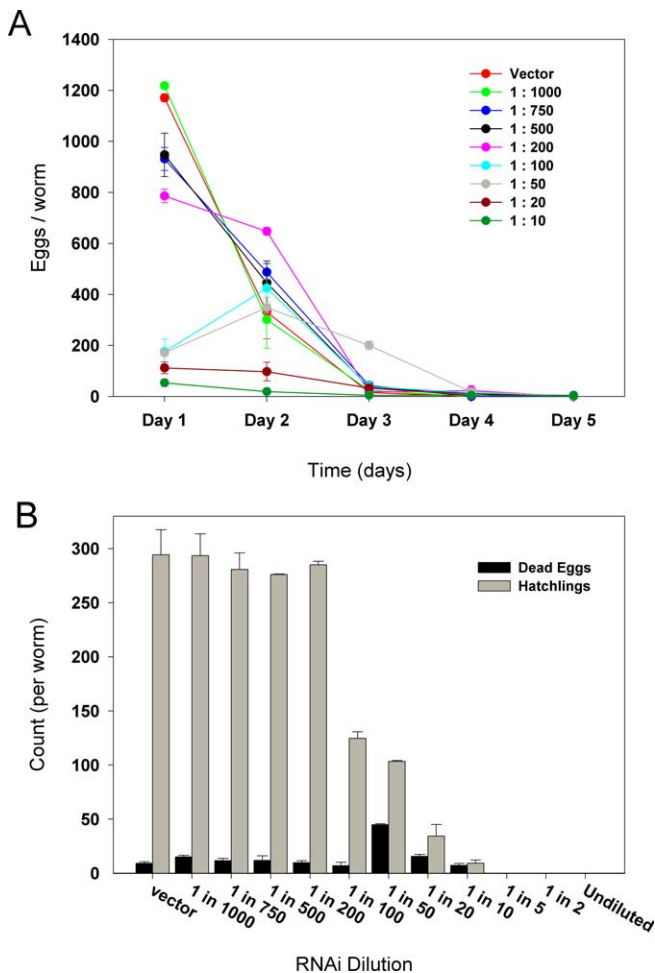 A
1400
1200
1000
800
600
400
200
0
Eggs / worm
Vector
1 : 1000
1 : 750
1 : 500
1 : 200
1 : 100
1 : 50
1 : 20
1 : 10
Day 1 Day 2 Day 3 Day 4 Day 5
Time (days)
B
300
250
200
150
100
50
0
Count (per worm)
Dead Eggs
Hatchlings
vector 1 in 1000 1 in 750 1 in 500 1 in 200 1 in 100 1 in 50 1 in 20 1 in 10 1 in 5 1 in 2 Undiluted
RNAi Dilution